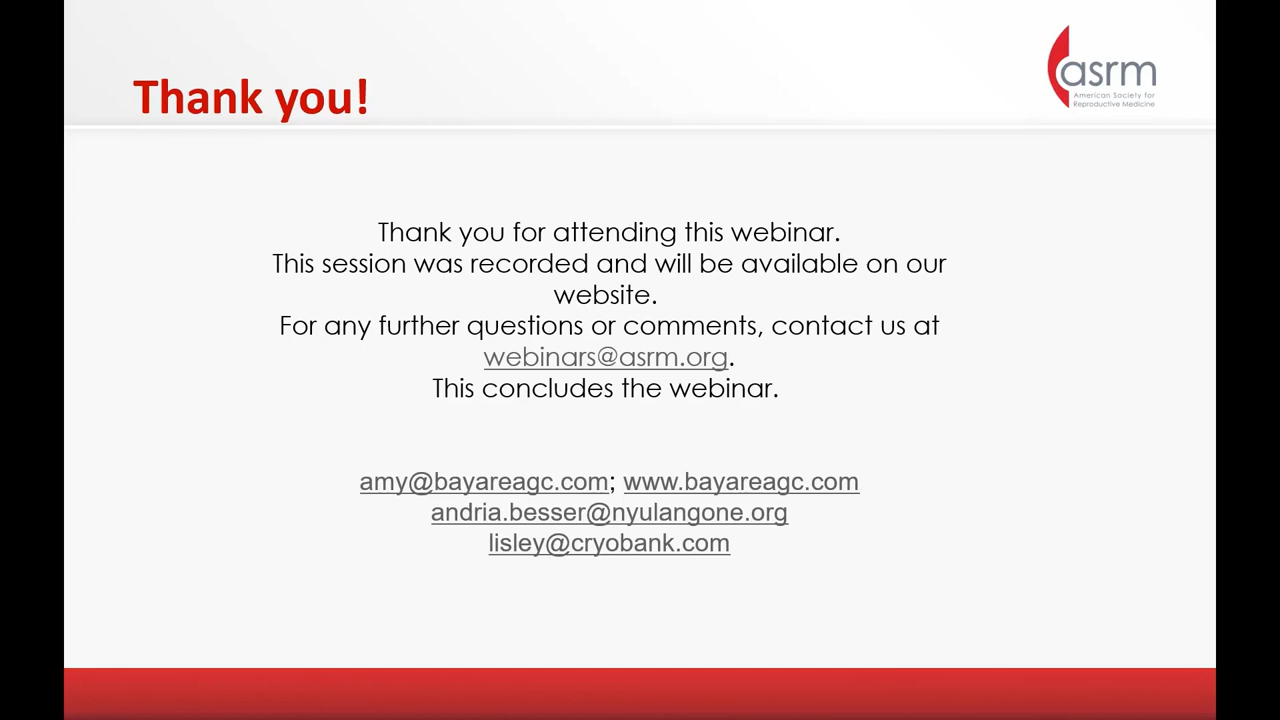 Thank you!
asrm
American Society for
Reproductive Medicine
Thank you for attending this webinar.
This session was recorded and will be available on our
website.
For any further questions or comments, contact us at
webinars@asrm.org.
This concludes the webinar.
amy@bayareagc.com; www.bayareagc.com
andria.besser@nyulangone.org
lisley@cryobank.com